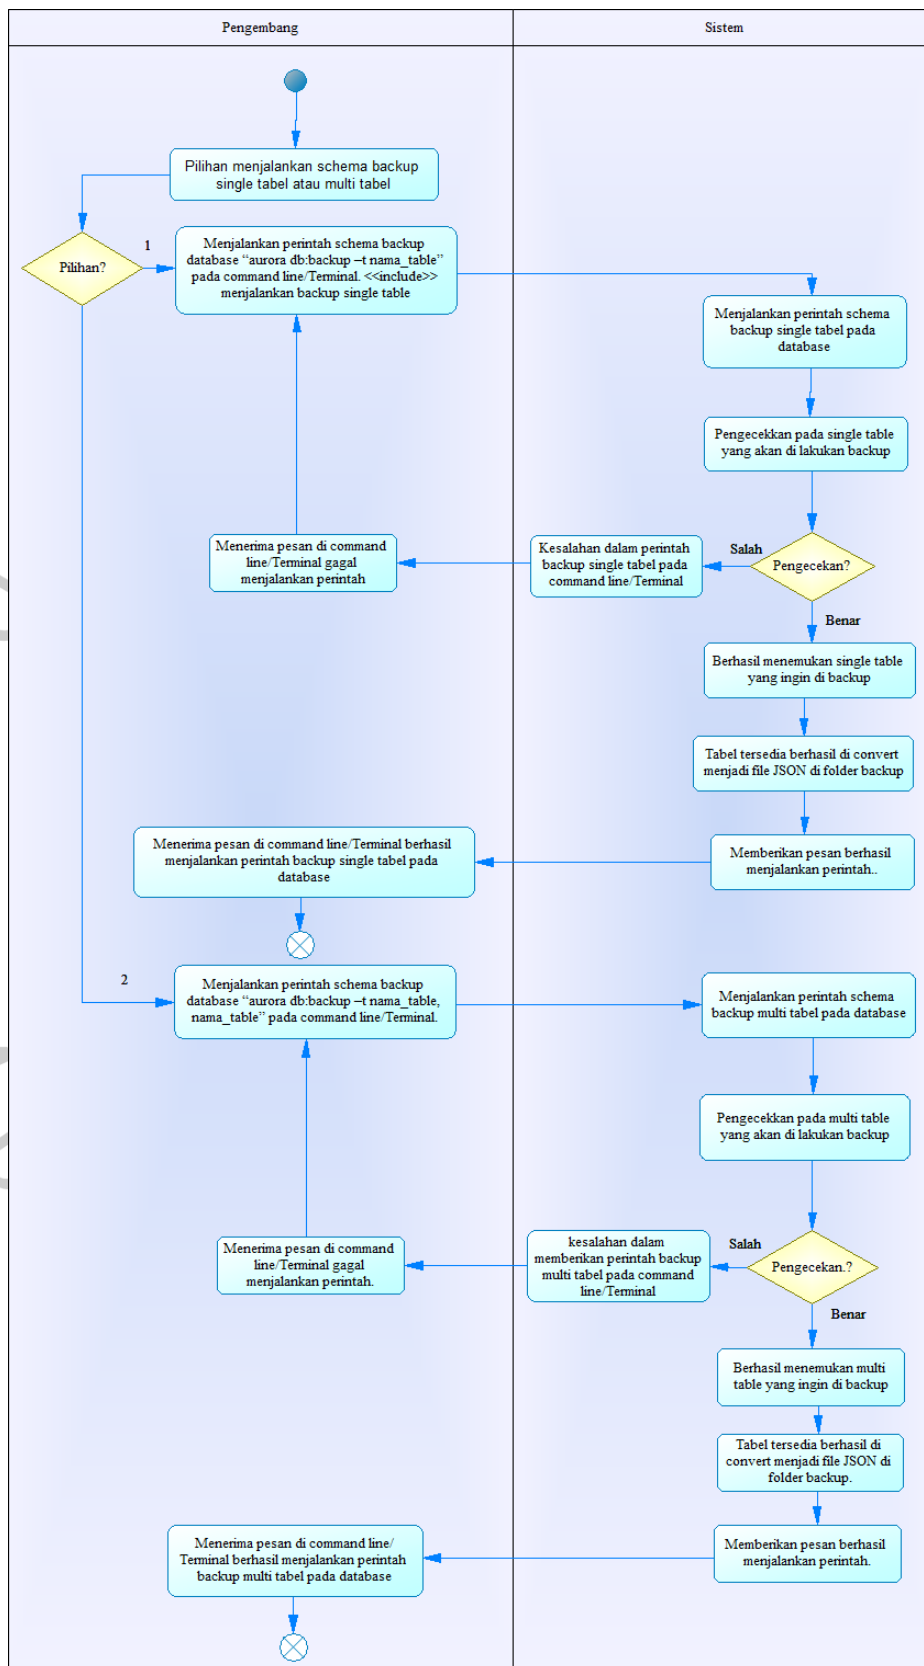 Pengembang
Sistem
Pilihan menjalankan schema backup
single tabel atau multi tabel
Pilihan?
1
Menjalankan perintah schema backup
database “aurora db:backup –t nama_table”
pada command line/Terminal. <<include>>
menjalankan backup single table
Menjalankan perintah schema
backup single tabel pada
database
Pengecekkan pada single table
yang akan di lakukan backup
Pengecekan?
Salah
Kesalahan dalam perintah
backup single tabel pada
command line/Terminal
Menerima pesan di command
line/Terminal gagal
menjalankan perintah
Benar
Berhasil menemukan single table
yang ingin di backup
Tabel tersedia berhasil di convert
menjadi file JSON di folder backup
Memberikan pesan berhasil
menjalankan perintah..
Menerima pesan di command line/Terminal berhasil
menjalankan perintah backup single tabel pada
database
2
Menjalankan perintah schema backup
database “aurora db:backup –t nama_table,
nama_table” pada command line/Terminal.
Menjalankan perintah schema
backup multi tabel pada database
Pengecekkan pada multi table
yang akan di lakukan backup
Pengecekan.?
Salah
kesalahan dalam
memberikan perintah backup
multi tabel pada command
line/Terminal
Menerima pesan di command
line/Terminal gagal
menjalankan perintah.
Benar
Berhasil menemukan multi
table yang ingin di backup
Tabel tersedia berhasil di
convert menjadi file JSON di
folder backup.
Memberikan pesan berhasil
menjalankan perintah.
Menerima pesan di command line/
Terminal berhasil menjalankan perintah
backup multi tabel pada database